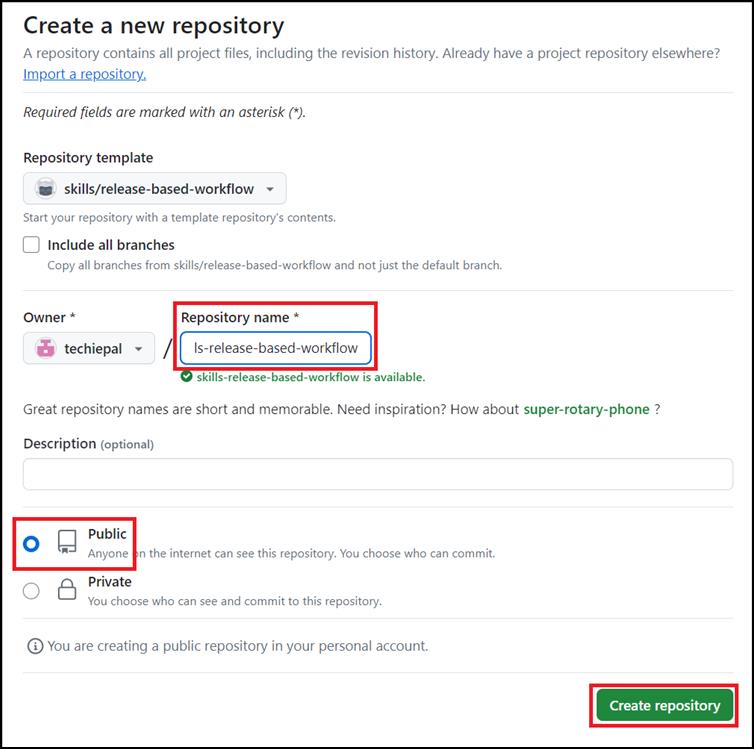 Create a new repository
A repository contains all project files, including the revision history. Already have a project repository elsewhere?
Import a repository.
Required fields are marked with an asterisk (*).
Repository template
skills/release-based-workflow
Start your repository with a template repository's contents.
Include all branches
Copy all branches from skills/release-based-workflow and not just the default branch.
Owner * Repository name *
techiepal / ls-release-based-workflow
skills-release-based-workflow is available.
Great repository names are short and memorable. Need inspiration? How about super-rotary-phone ?
Description (optional)
Public
Anyone on the internet can see this repository. You choose who can commit.
Private
You choose who can see and commit to this repository.
You are creating a public repository in your personal account.
Create repository